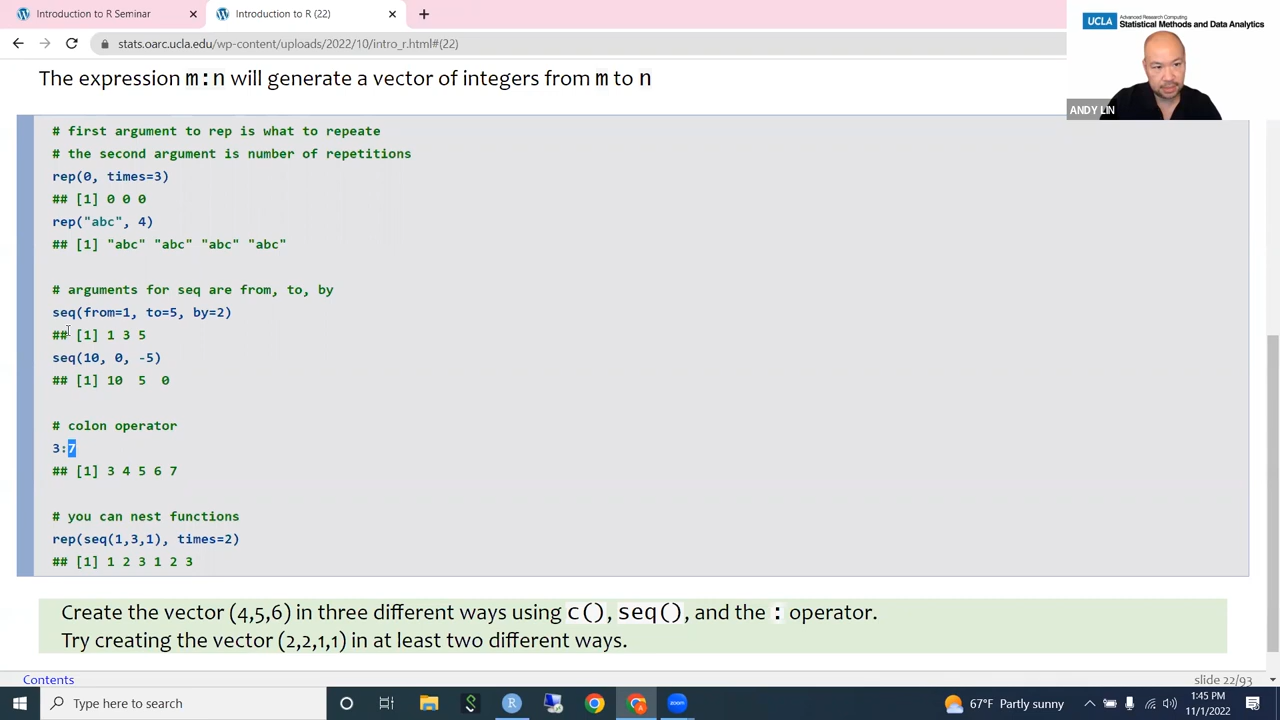 Introduction to R Seminar
Introduction to R (22)
stats.oarc.ucla.edu/wp-content/uploads/2022/10/intro_r.html#(22)
UCLA Advanced Research Computing
Statistical Methods and Data Analytics
ANDY LIN
The expression m:n will generate a vector of integers from m to n
# first argument to rep is what to repeate
# the second argument is number of repetitions
rep(0, times=3)
## [1] 0 0 0
rep("abc", 4)
## [1] "abc" "abc" "abc" "abc"
# arguments for seq are from, to, by
seq(from=1, to=5, by=2)
## [1] 1 3 5
seq(10, 0, -5)
## [1] 10 5 0
# colon operator
3:7
## [1] 3 4 5 6 7
# you can nest functions
rep(seq(1,3,1), times=2)
## [1] 1 2 3 1 2 3
Create the vector (4,5,6) in three different ways using c(), seq(), and the : operator.
Try creating the vector (2,2,1,1) in at least two different ways.
Contents
slide 22/93
Type here to search
67°F Partly sunny
1:45 PM
11/1/2022